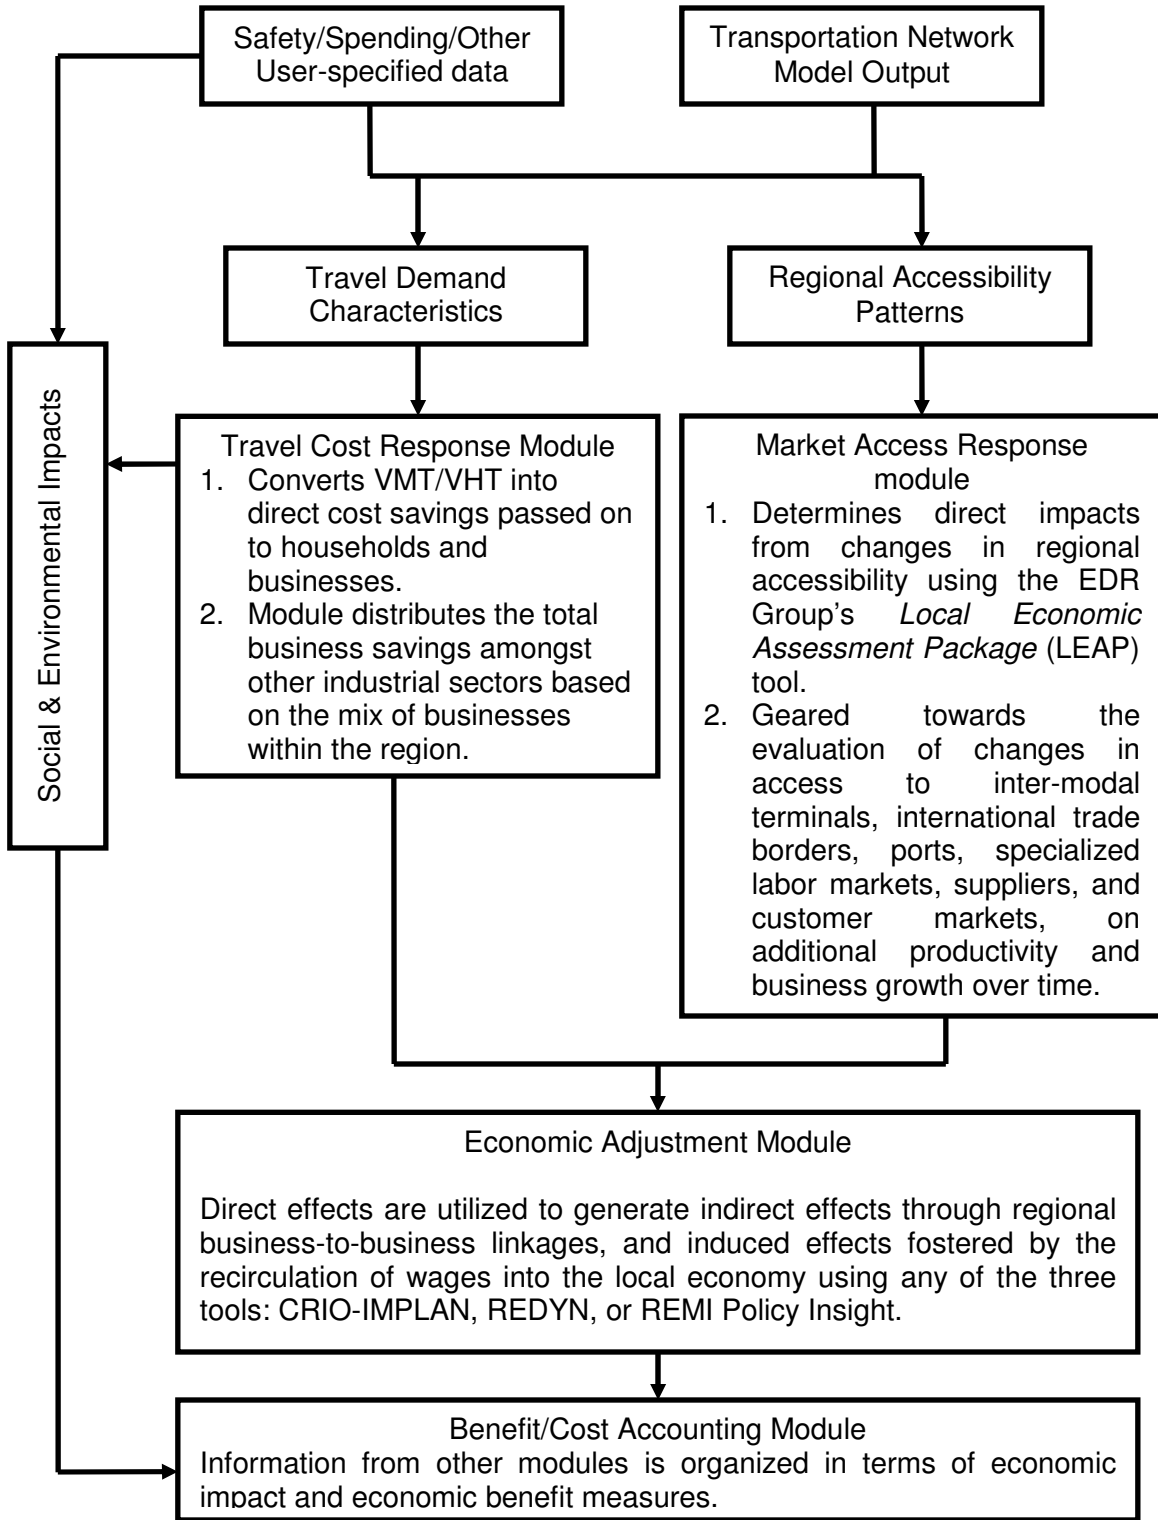 Safety/Spending/Other
User-specified data
Transportation Network
Model Output
Travel Demand
Characteristics
Regional Accessibility
Patterns
Social & Environmental Impacts
Travel Cost Response Module
1. Converts VMT/VHT into
direct cost savings passed on
to households and
businesses.
2. Module distributes the total
business savings amongst
other industrial sectors based
on the mix of businesses
within the region.
Market Access Response
module
1. Determines direct impacts
from changes in regional
accessibility using the EDR
Group's Local Economic
Assessment Package (LEAP)
tool.
2. Geared towards the
evaluation of changes in
access to inter-modal
terminals, international trade
borders, ports, specialized
labor markets, suppliers, and
customer markets, on
additional productivity and
business growth over time.
Economic Adjustment Module
Direct effects are utilized to generate indirect effects through regional
business-to-business linkages, and induced effects fostered by the
recirculation of wages into the local economy using any of the three
tools: CRIO-IMPLAN, REDYN, or REMI Policy Insight.
Benefit/Cost Accounting Module
Information from other modules is organized in terms of economic
impact and economic benefit measures.